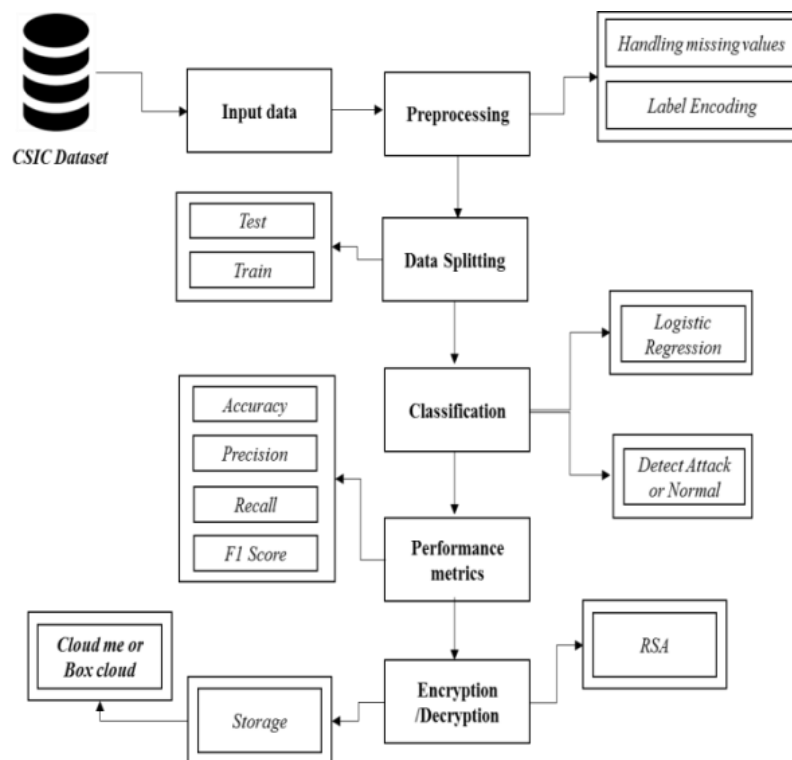 CSIC Dataset
Input data
Preprocessing
Handling missing values
Label Encoding
Test
Train
Data Splitting
Logistic
Regression
Accuracy
Precision
Recall
F1 Score
Classification
Detect Attack
or Normal
Performance
metrics
Cloud me or
Box cloud
Storage
Encryption
/Decryption
RSA